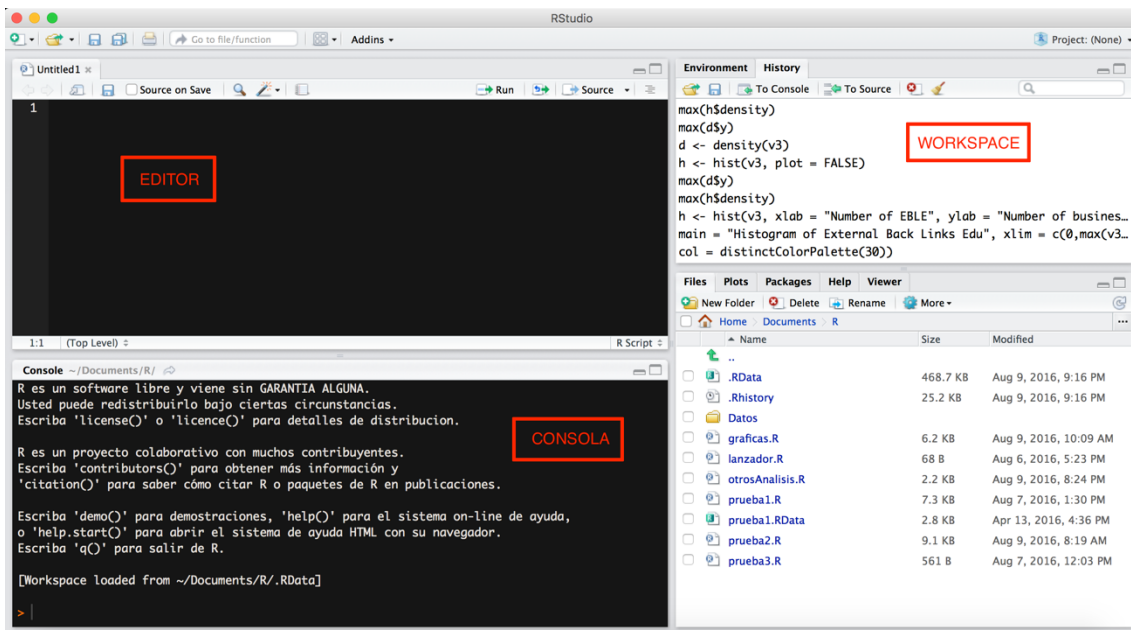 RStudio
Go to file/function
Addins
Project: (None)
Untitled1
Source on Save
Run
Source
1
EDITOR
1:1 (Top Level)
R Script
Console ~/Documents/R/
R es un software libre y viene sin GARANTIA ALGUNA.
Usted puede redistribuirlo bajo ciertas circunstancias.
Escriba 'license()' o 'licence()' para detalles de distribucion.
CONSOLA
R es un proyecto colaborativo con muchos contribuyentes.
Escriba 'contributors()' para obtener más información y
'citation()' para saber cómo citar R o paquetes de R en publicaciones.
Escriba 'demo()' para demostraciones, 'help()' para el sistema on-line de ayuda,
o 'help.start()' para abrir el sistema de ayuda HTML con su navegador.
Escriba 'q()' para salir de R.
[Workspace loaded from ~/Documents/R/.RData]
>
Environment History
To Console To Source
max(h$density)
max(d$y)
d <- density(v3)
h <- hist(v3, plot = FALSE)
max(d$y)
max(h$density)
h <- hist(v3, xlab = "Number of EBLE", ylab = "Number of busines…
main = "Histogram of External Back Links Edu", xlim = c(0,max(v3…
col = distinctColorPalette(30))
WORKSPACE
Files Plots Packages Help Viewer
New Folder Delete Rename More
Home Documents R
Name Size Modified
..
.RData 468.7 KB Aug 9, 2016, 9:16 PM
.Rhistory 25.2 KB Aug 9, 2016, 9:16 PM
Datos
graficas.R 6.2 KB Aug 9, 2016, 10:09 AM
lanzador.R 68 B Aug 6, 2016, 5:23 PM
otrosAnalisis.R 2.2 KB Aug 9, 2016, 8:24 PM
prueba1.R 7.3 KB Aug 7, 2016, 1:30 PM
prueba1.RData 2.8 KB Apr 13, 2016, 4:36 PM
prueba2.R 9.1 KB Aug 9, 2016, 8:19 AM
prueba3.R 561 B Aug 7, 2016, 12:03 PM